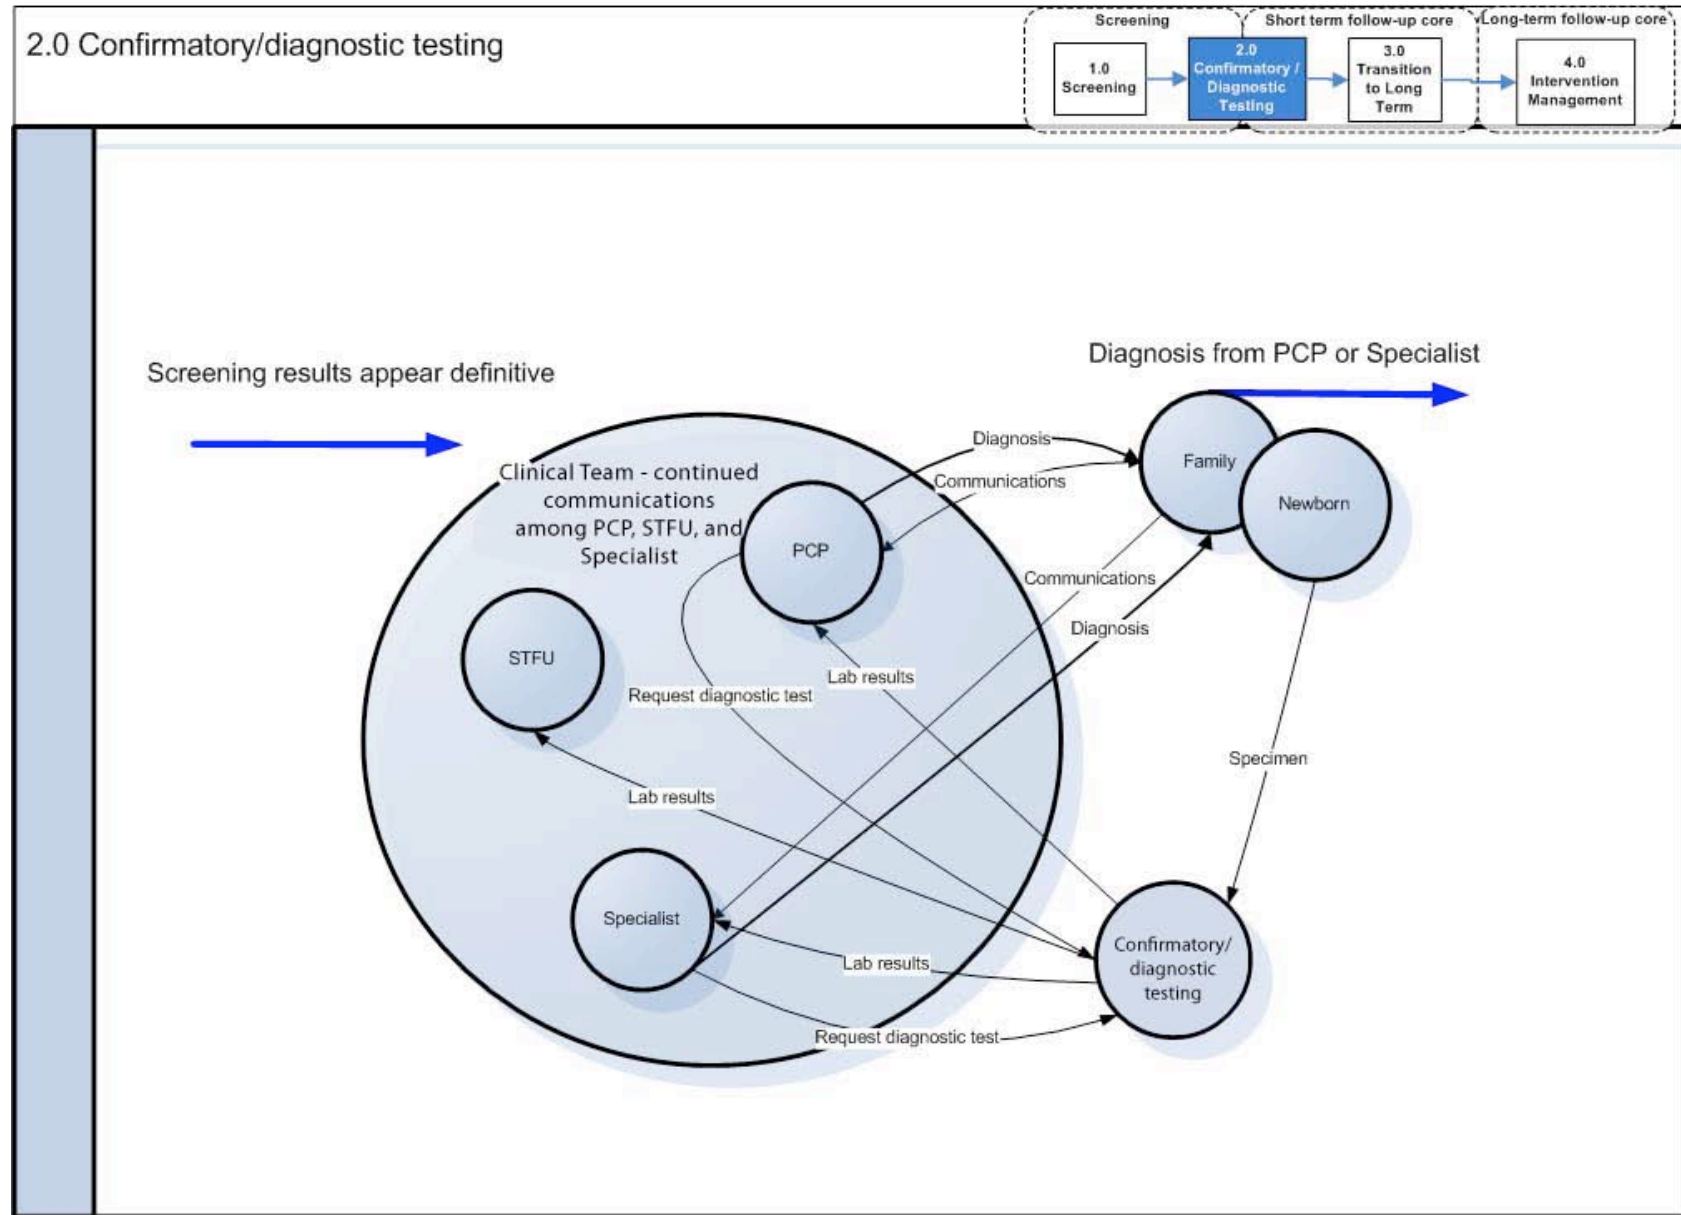 2.0 Confirmatory/diagnostic testing
Screening
Short term follow-up core
Long-term follow-up core
1.0
Screening
2.0
Confirmatory /
Diagnostic
Testing
3.0
Transition
to Long
Term
4.0
Intervention
Management
Screening results appear definitive
Diagnosis from PCP or Specialist
Clinical Team - continued
communications
among PCP, STFU, and
Specialist
PCP
STFU
Specialist
Diagnosis
Communications
Family
Newborn
Communications
Diagnosis
Lab results
Request diagnostic test
Specimen
Lab results
Lab results
Request diagnostic test
Confirmatory/
diagnostic
testing